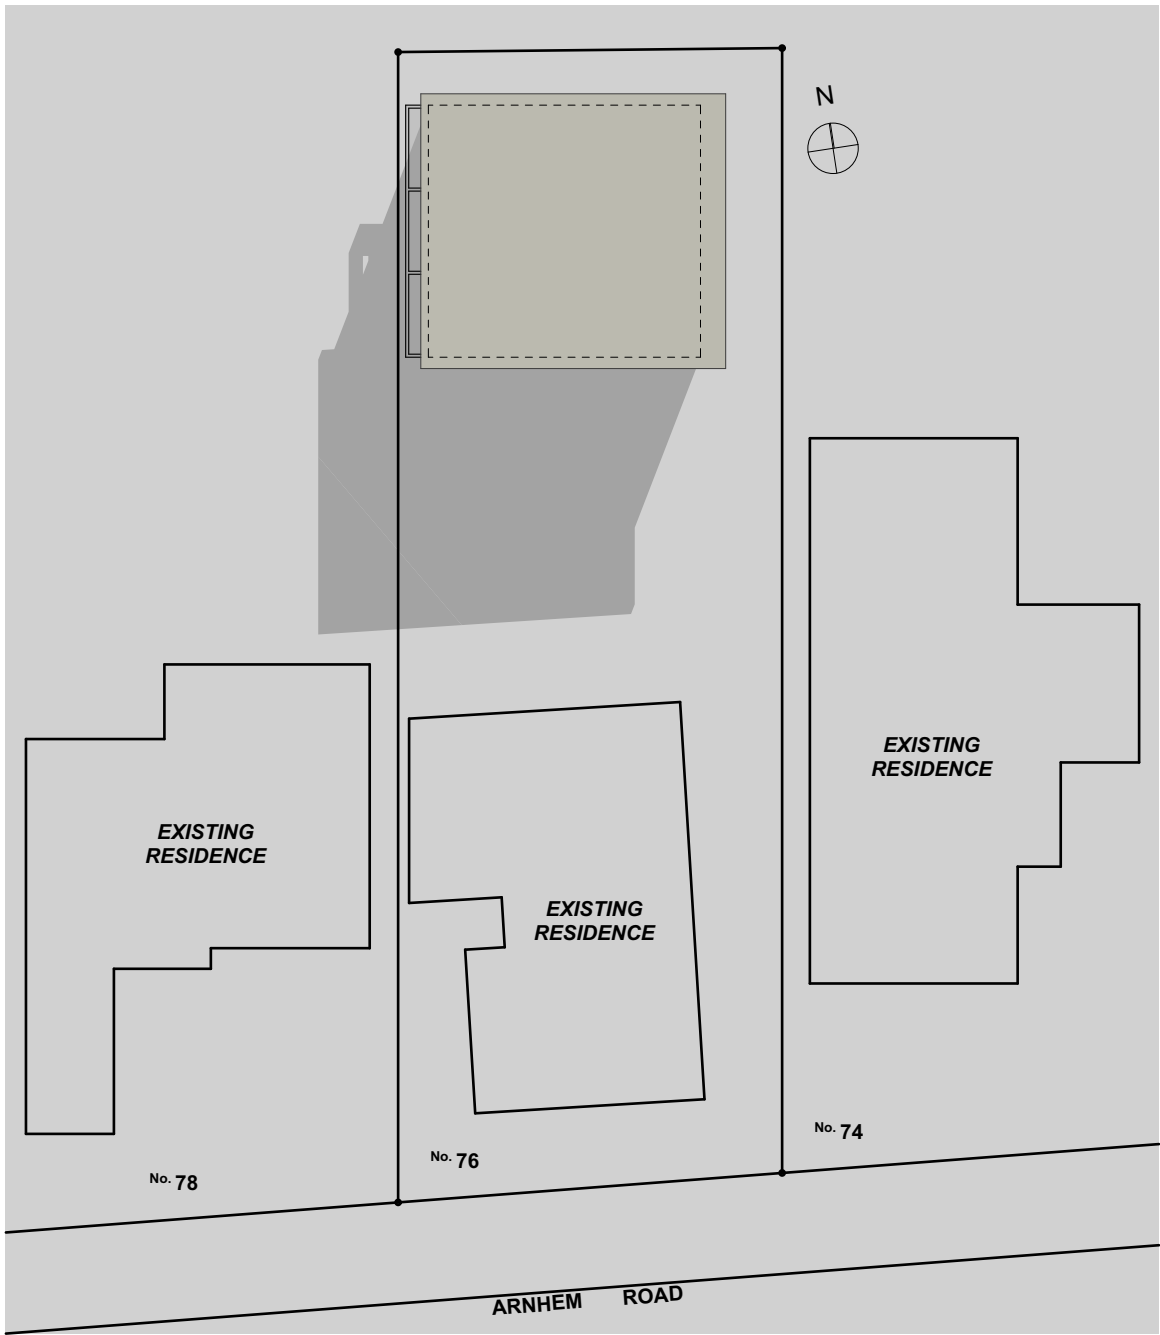 N
EXISTING
RESIDENCE
EXISTING
RESIDENCE
EXISTING
RESIDENCE
No. 74
No. 76
No. 78
ARNHEM ROAD